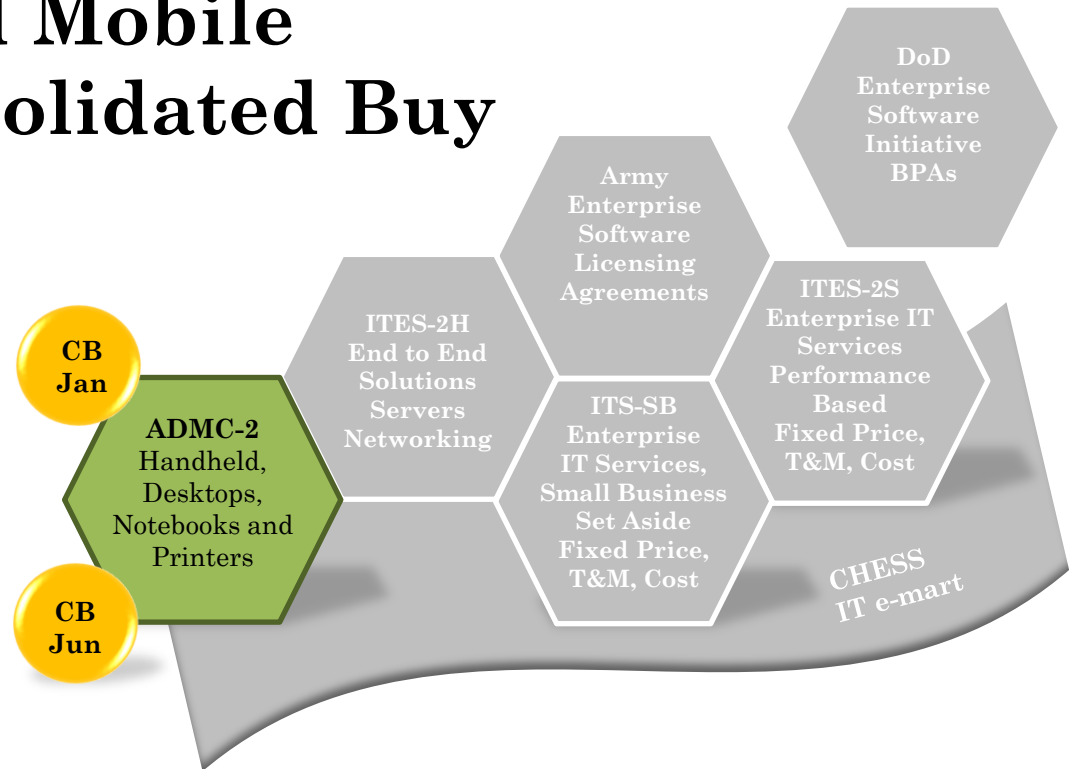 Mobile
Buy
DoD
Enterprise
Software
Initiative
BPAs
Army
Enterprise
Software
Licensing
Agreements
ITES-2S
Enterprise IT
Services
Performance
Based
Fixed Price,
T&M, Cost
ITES-2H
End to End
Solutions
Servers
Networking
ITS-SB
Enterprise
IT Services,
Small Business
Set Aside
Fixed Price,
T&M, Cost
CB
Jan
ADMC-2
Handheld,
Desktops,
Notebooks and
Printers
CB
Jun
CHESS
IT e-mart